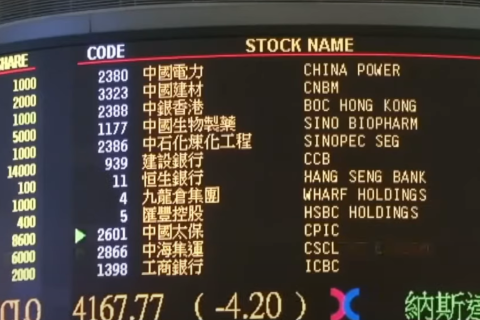 SHARE CODE STOCK NAME
1000 2380 中國電力 CHINA POWER
2000 3323 中國建材 CNBM
1000 2388 中銀香港 BOC HONG KONG
5000 1177 中國生物製藥 SINO BIOPHARM
1000 2386 中石化煉化工程 SINOPEC SEG
14000 939 建設銀行 CCB
100 11 恒生銀行 HANG SENG BANK
1000 4 九龍倉集團 WHARF HOLDINGS
400 5 匯豐控股 HSBC HOLDINGS
8600 2601 中國太保 CPIC
6000 2866 中海集運 CSCL
2000 1398 工商銀行 ICBC
CLO 4167.77 (-4.20) 納斯達